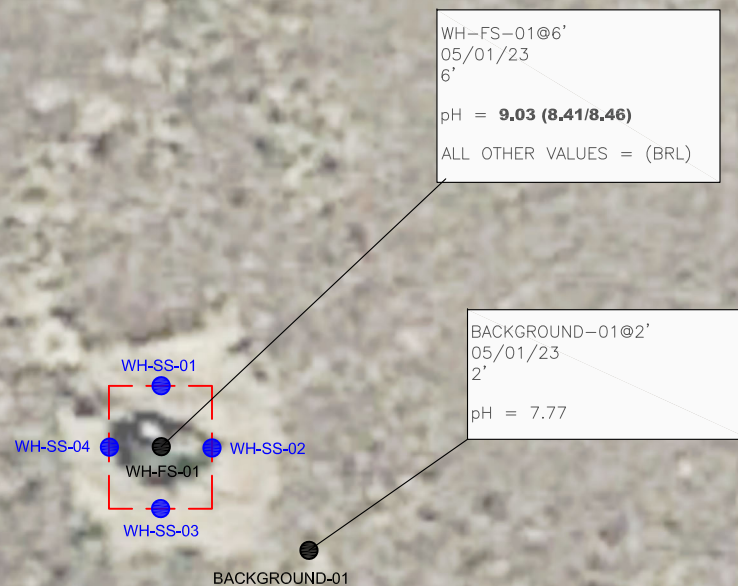 WH-FS-01@6'
05/01/23
6'
pH = 9.03 (8.41/8.46)
ALL OTHER VALUES = (BRL)
BACKGROUND-01@2'
05/01/23
2'
pH = 7.77
WH-SS-01
WH-SS-04
WH-SS-02
WH-FS-01
WH-SS-03
BACKGROUND-01